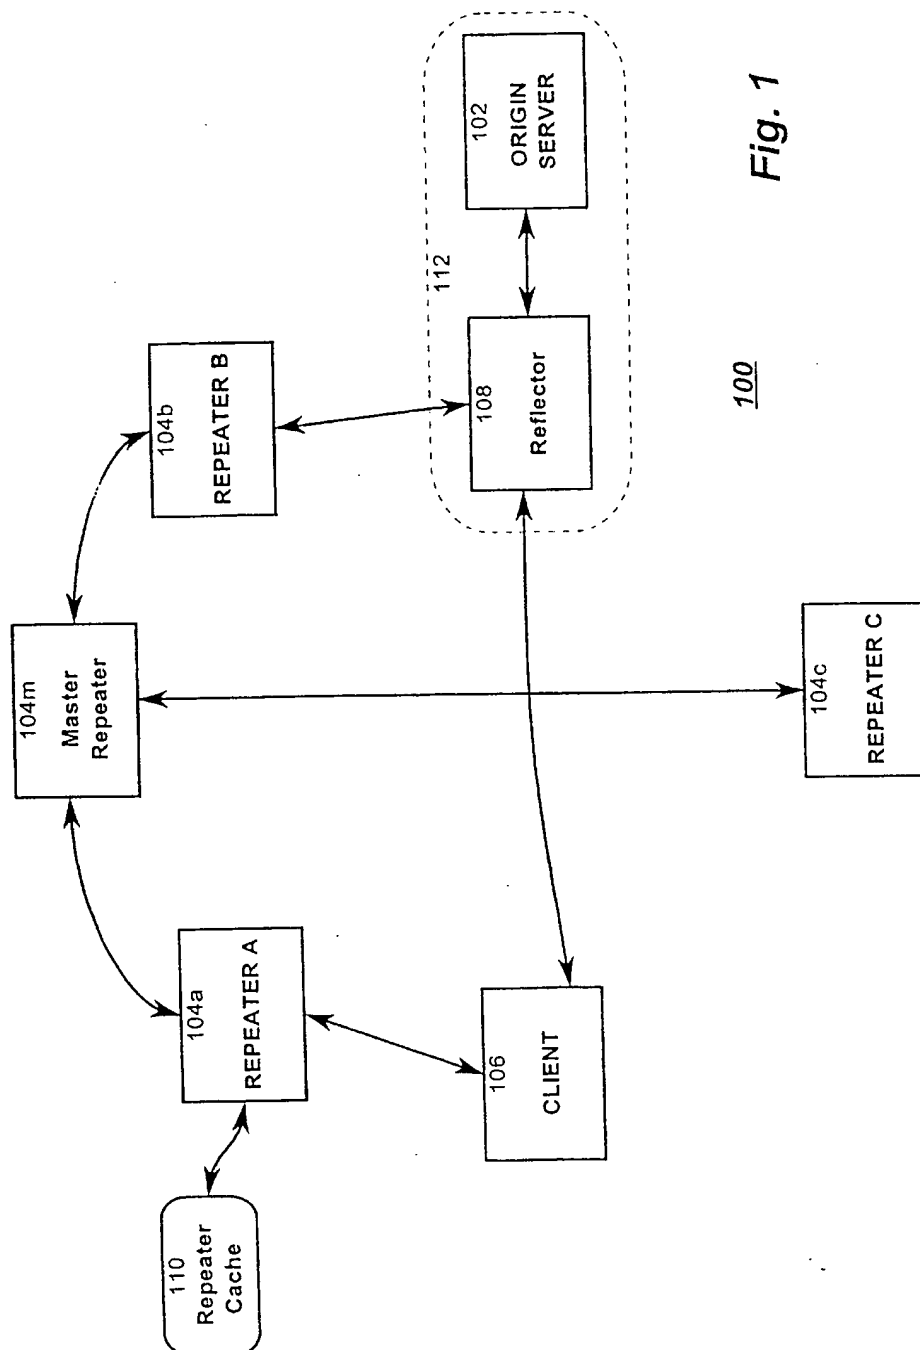 110
Repeater
Cache
104a
REPEATER A
104m
Master
Repeater
104b
REPEATER B
106
CLIENT
112
108
Reflector
102
ORIGIN
SERVER
104c
REPEATER C
100
Fig. 1